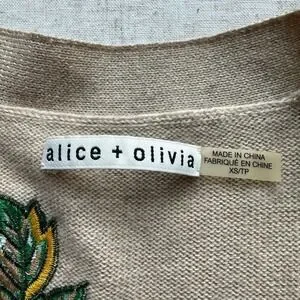 alice + olivia
MADE IN CHINA
FABRIQUÉ EN CHINE
XS/TP